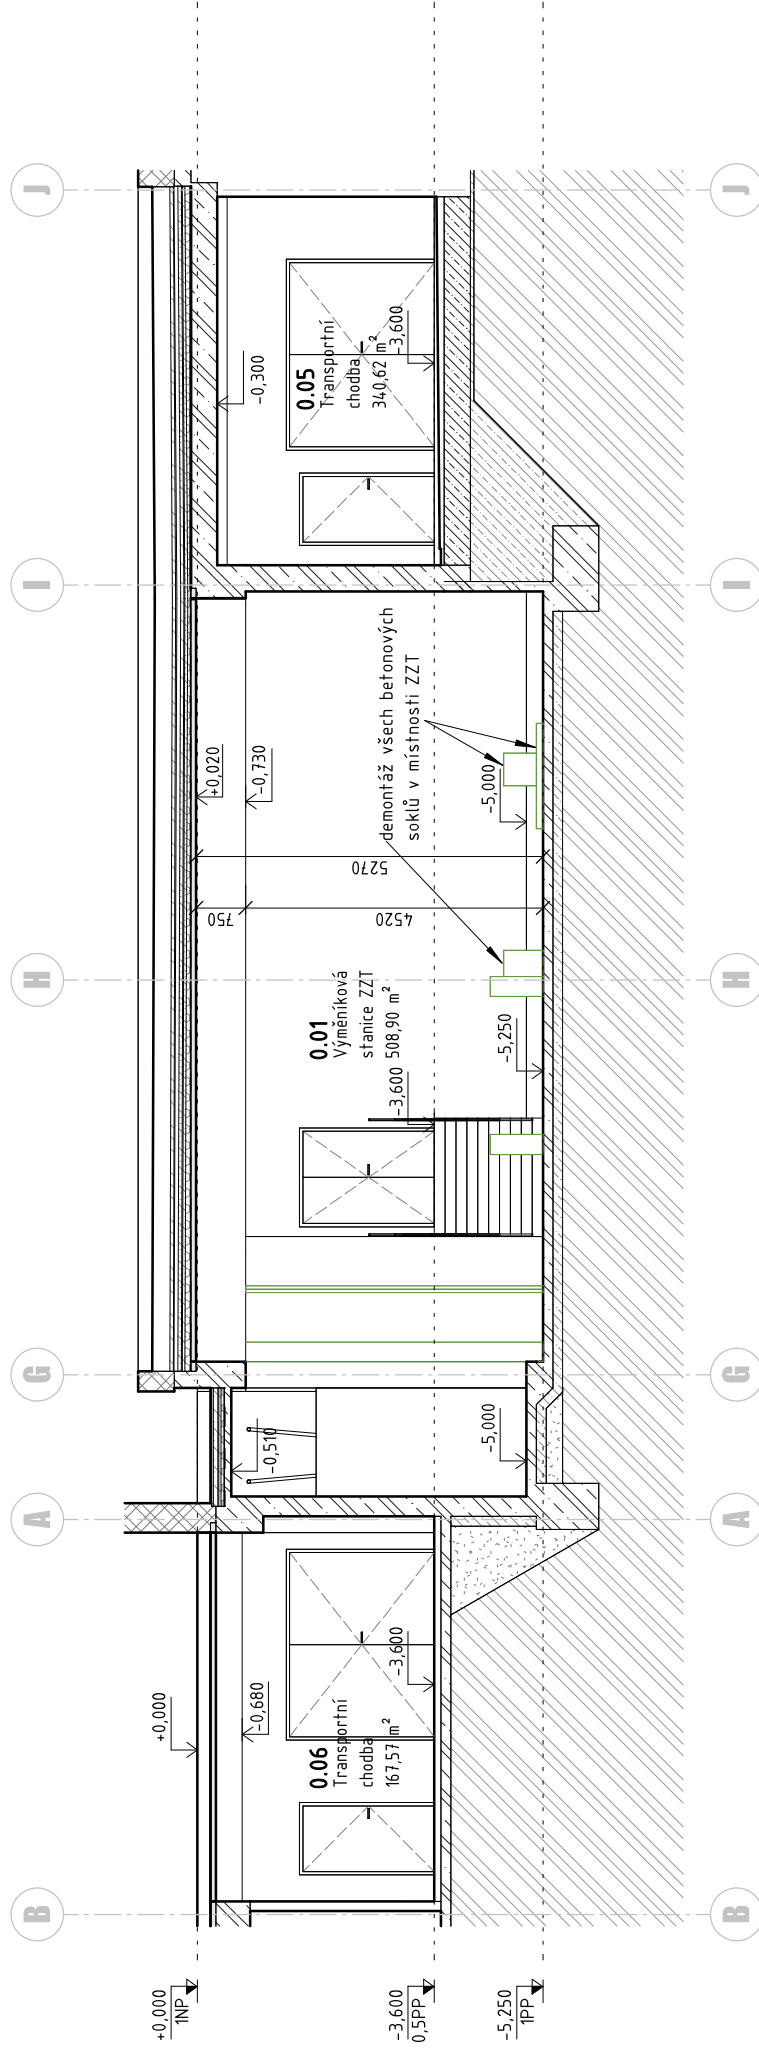 B
A
G
H
I
J
+0,000
1NP
-3,600
0,5PP
-5,250
1PP
+0,000
-0,680
0.06
Transportní
chodba
167,57 m²
-3,600
-0,510
-5,000
0.01
Výměníková
stanice ZZT
-3,600 508,90 m²
-5,250
750
4520
5270
+0,020
-0,730
demontáž všech betonových
soklů v místnosti ZZT
-5,000
-0,300
0.05
Transportní
chodba
340,62 m²
-3,600
B
A
G
H
I
J